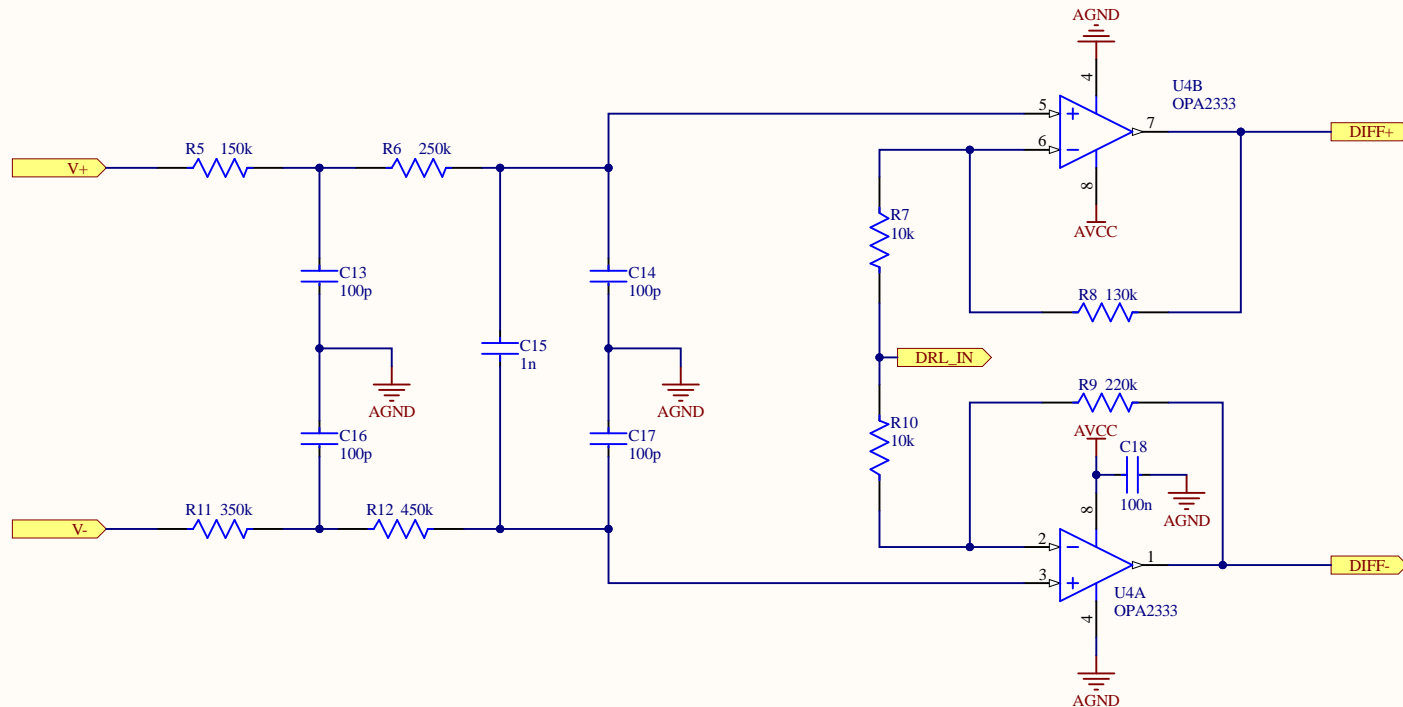 AGND
4
U4B
OPA2333
5
7
DIFF+
6
8
AVCC
V+
R5 150k
R6 250k
R7
10k
C13
100p
C14
100p
R8 130k
C15
1n
DRL_IN
AGND
AGND
R9 220k
R10
10k
AVCC
C18
100n
AGND
C16
100p
C17
100p
8
V-
R11 350k
R12 450k
2
3
1
DIFF-
U4A
OPA2333
4
AGND